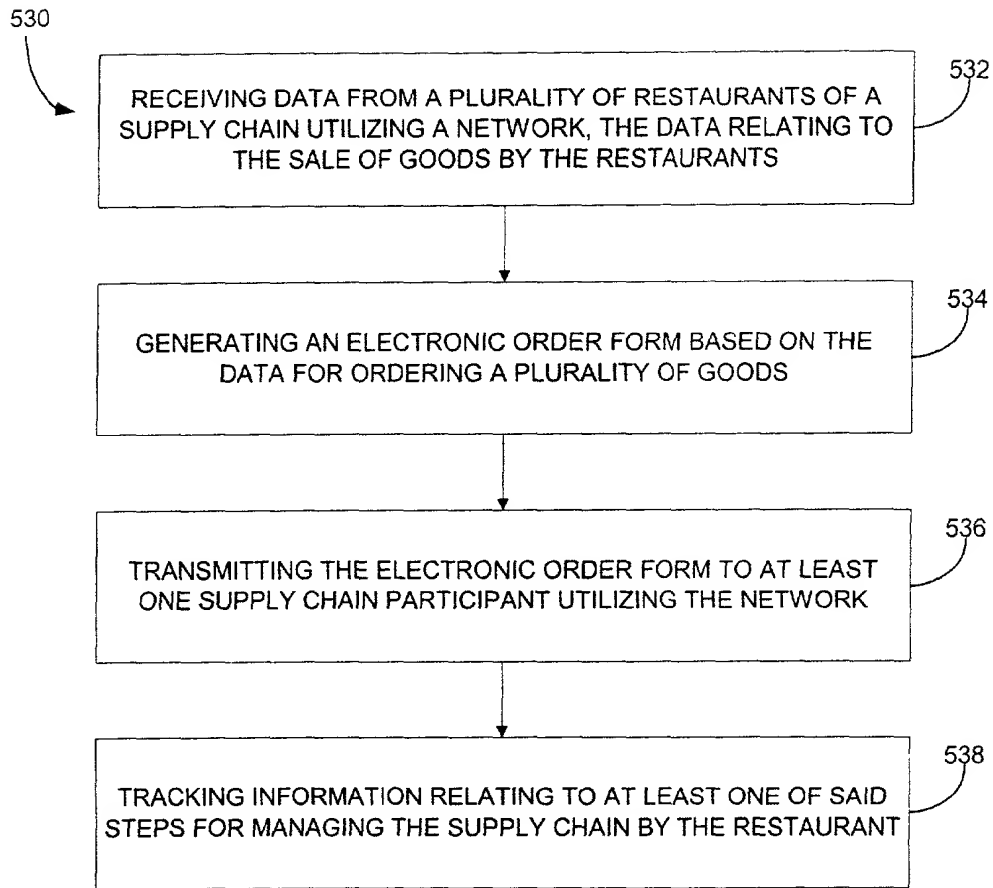 530
532
RECEIVING DATA FROM A PLURALITY OF RESTAURANTS OF A
SUPPLY CHAIN UTILIZING A NETWORK, THE DATA RELATING TO
THE SALE OF GOODS BY THE RESTAURANTS
534
GENERATING AN ELECTRONIC ORDER FORM BASED ON THE
DATA FOR ORDERING A PLURALITY OF GOODS
536
TRANSMITTING THE ELECTRONIC ORDER FORM TO AT LEAST
ONE SUPPLY CHAIN PARTICIPANT UTILIZING THE NETWORK
538
TRACKING INFORMATION RELATING TO AT LEAST ONE OF SAID
STEPS FOR MANAGING THE SUPPLY CHAIN BY THE RESTAURANT